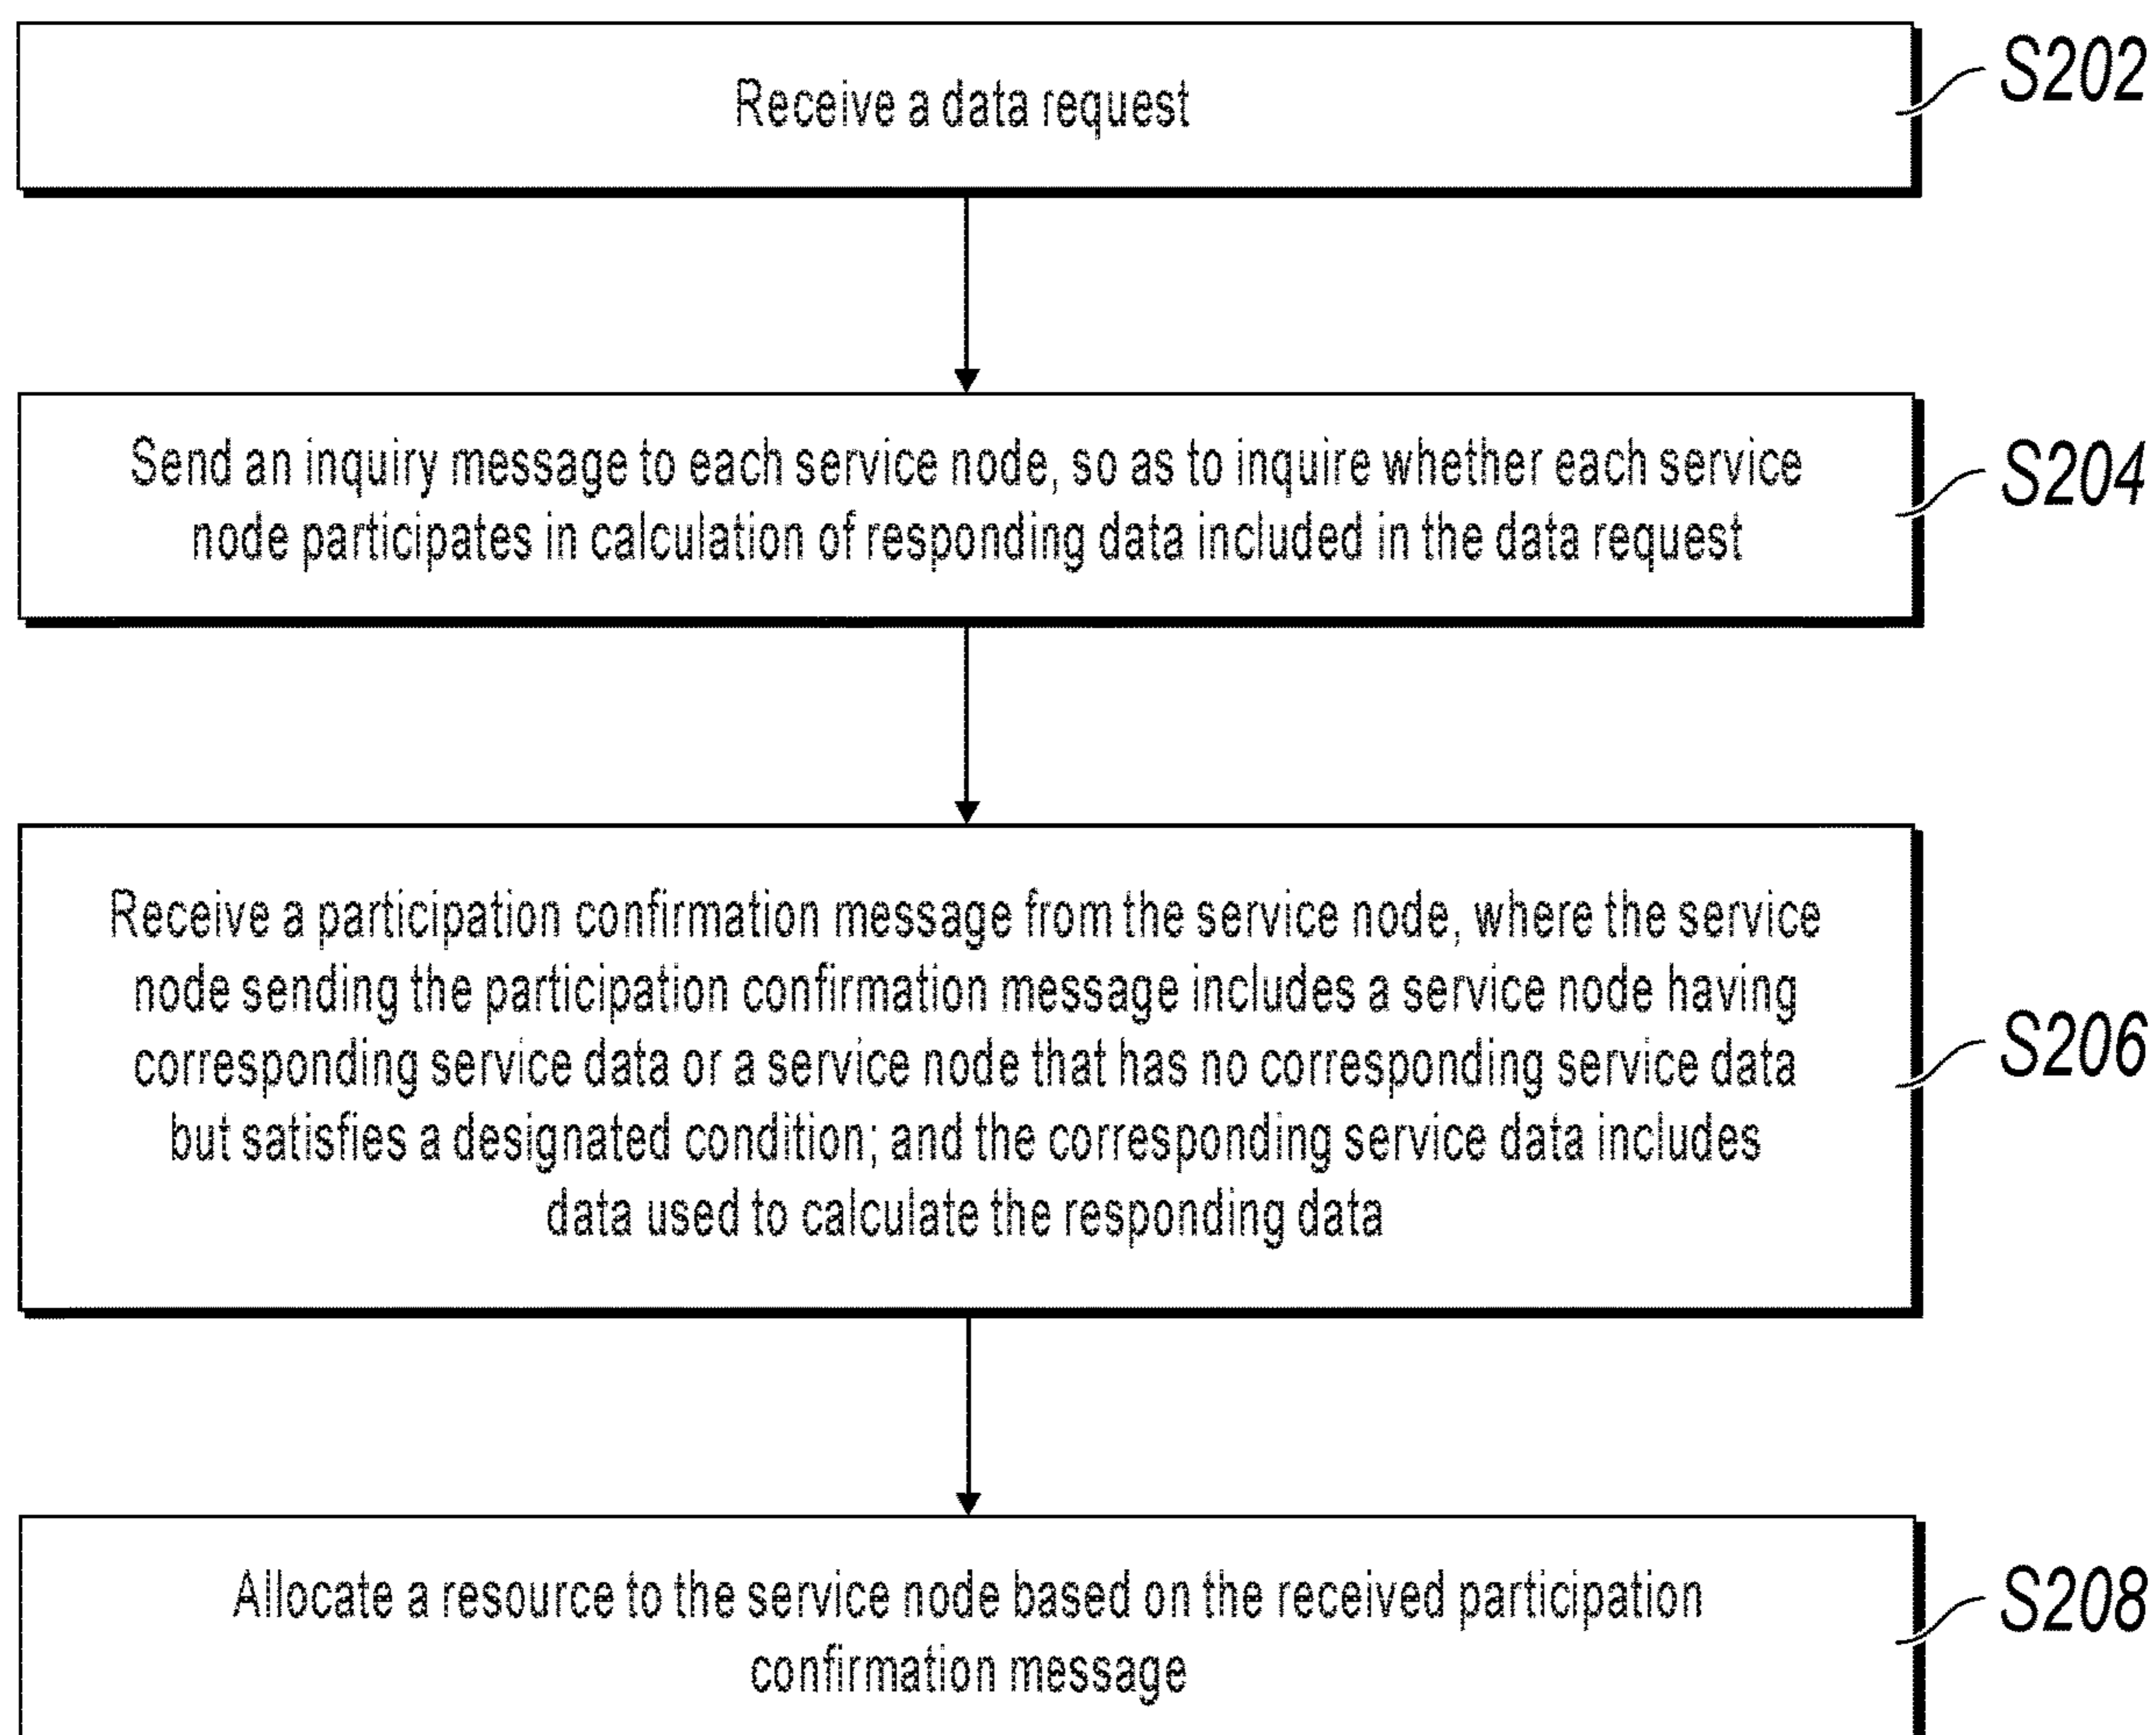 Receive a data request
S202
Send an inquiry message to each service node, so as to inquire whether each service
node participates in calculation of responding data included in the data request
S204
Receive a participation confirmation message from the service node, where the service
node sending the participation confirmation message includes a service node having
corresponding service data or a service node that has no corresponding service data
but satisfies a designated condition; and the corresponding service data includes
data used to calculate the responding data
S206
Allocate a resource to the service node based on the received participation
confirmation message
S208